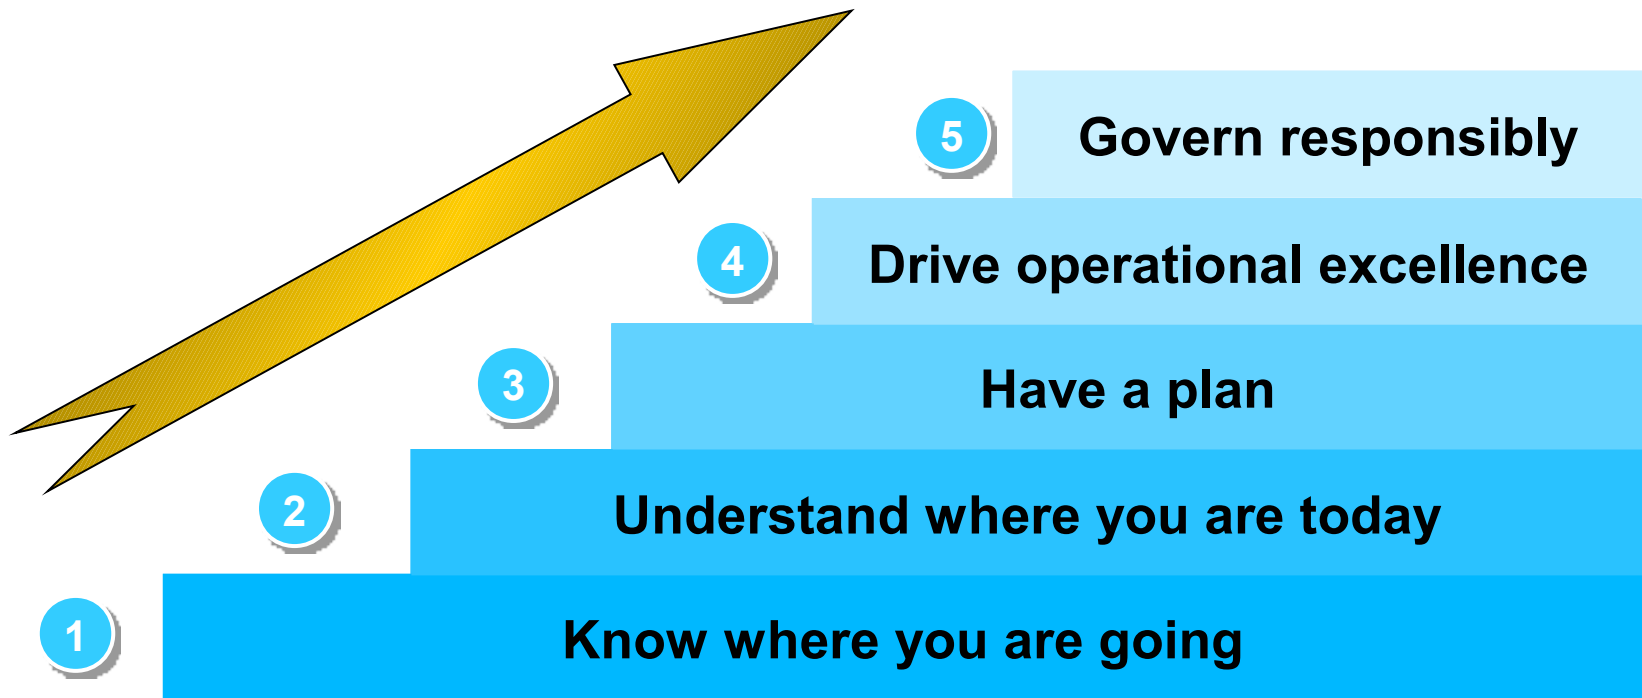 5
Govern responsibly
4
Drive operational excellence
3
Have a plan
2
Understand where you are today
1
Know where you are going